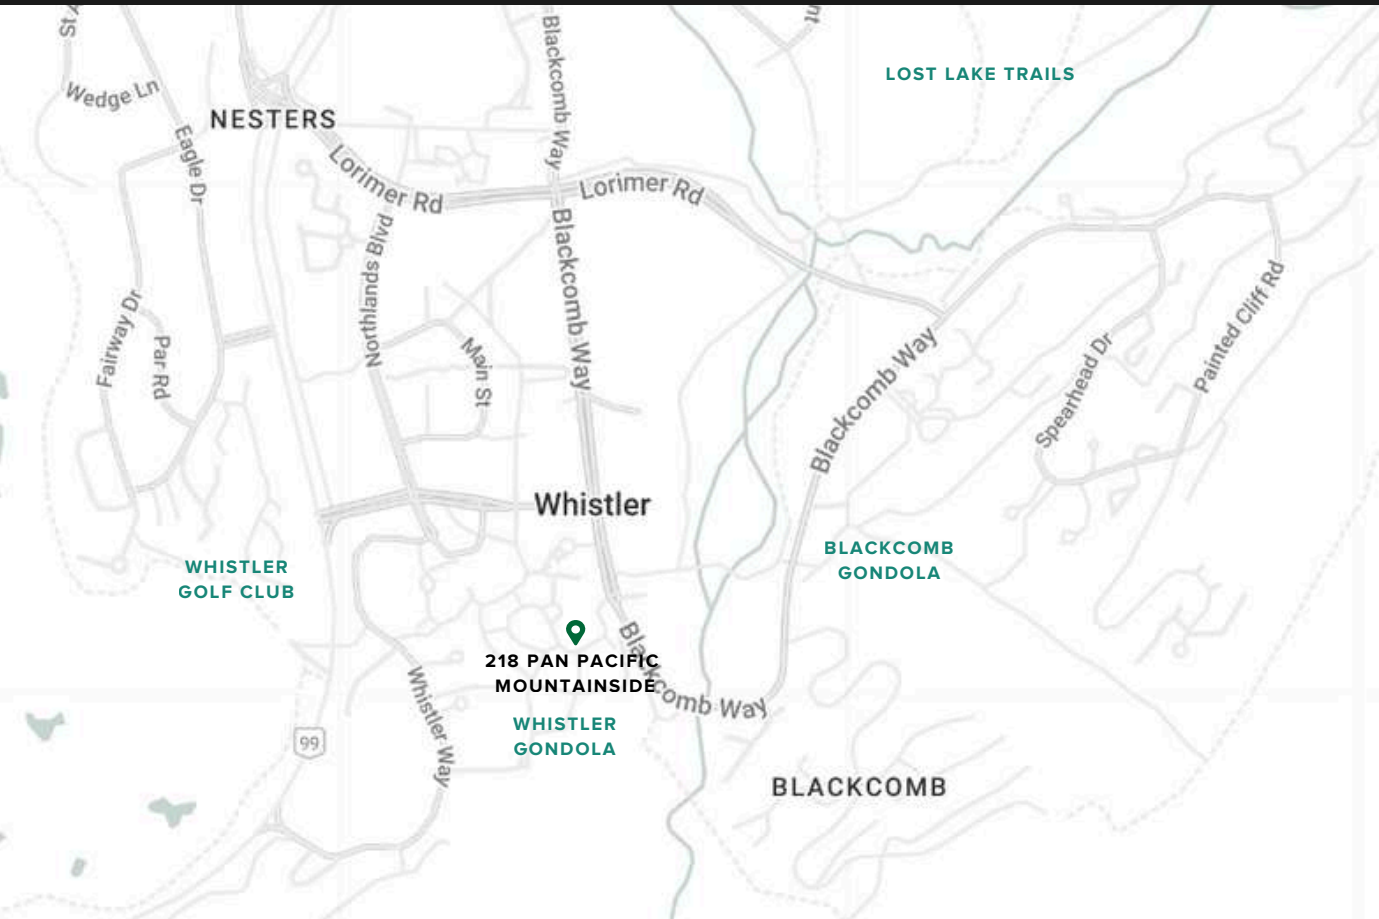 Blackcomb Way
LOST LAKE TRAILS
Wedge Ln
NESTERS
Eagle Dr
Lorimer Rd
Lorimer Rd
Northlands Blvd
Blackcomb Way
Fairway Dr
Par Rd
Main St
Blackcomb Way
Spearhead Dr
Painted Cliff Rd
Whistler
WHISTLER
GOLF CLUB
BLACKCOMB
GONDOLA
218 PAN PACIFIC
MOUNTAINSIDE
Blackcomb Way
WHISTLER
GONDOLA
Whistler Way
99
BLACKCOMB